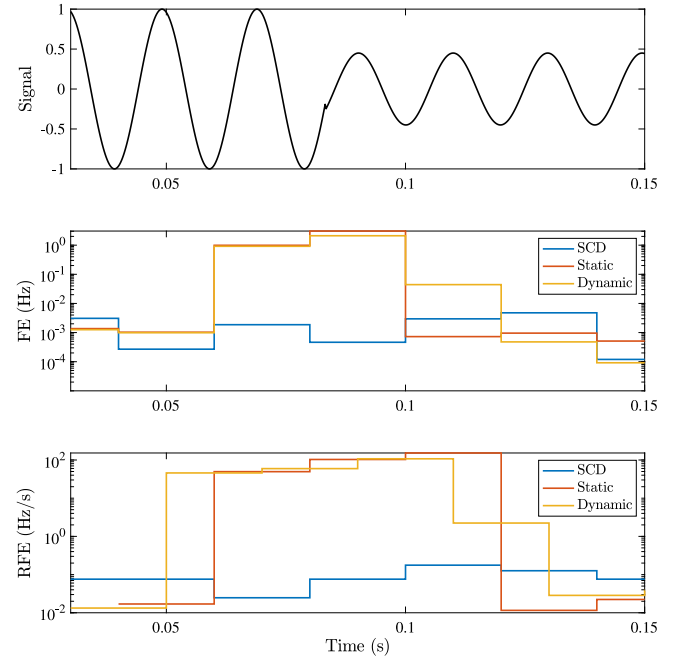 1
0.5
0
-0.5
-1
Signal
0.05
0.1
0.15
10^0
10^-1
10^-2
10^-3
10^-4
FE (Hz)
SCD
Static
Dynamic
0.05
0.1
0.15
10^2
10^0
10^-2
RFE (Hz/s)
SCD
Static
Dynamic
0.05
0.1
0.15
Time (s)